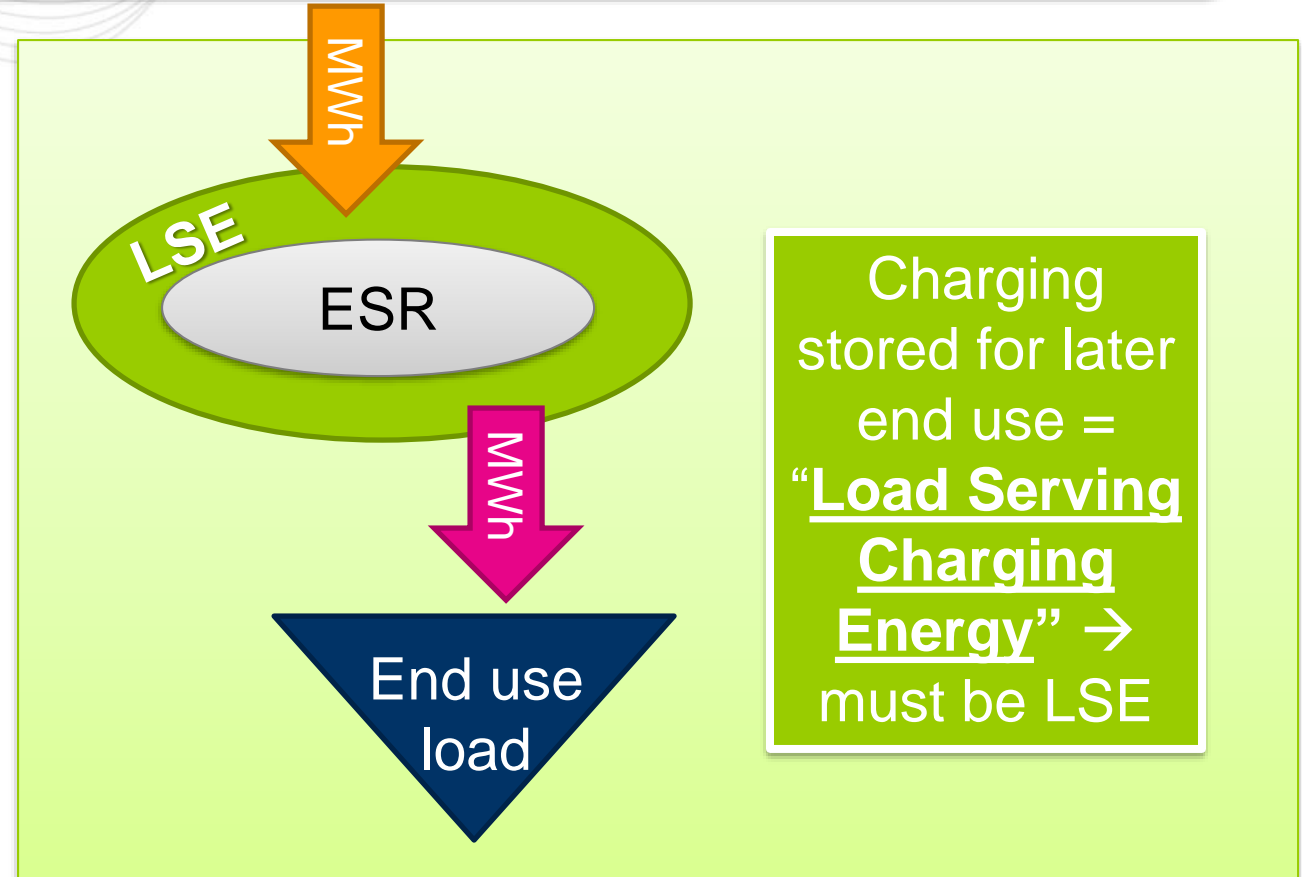 MWh
LSE
ESR
MWh
End use
load
Charging
stored for later
end use =
“Load Serving
Charging
Energy” →
must be LSE